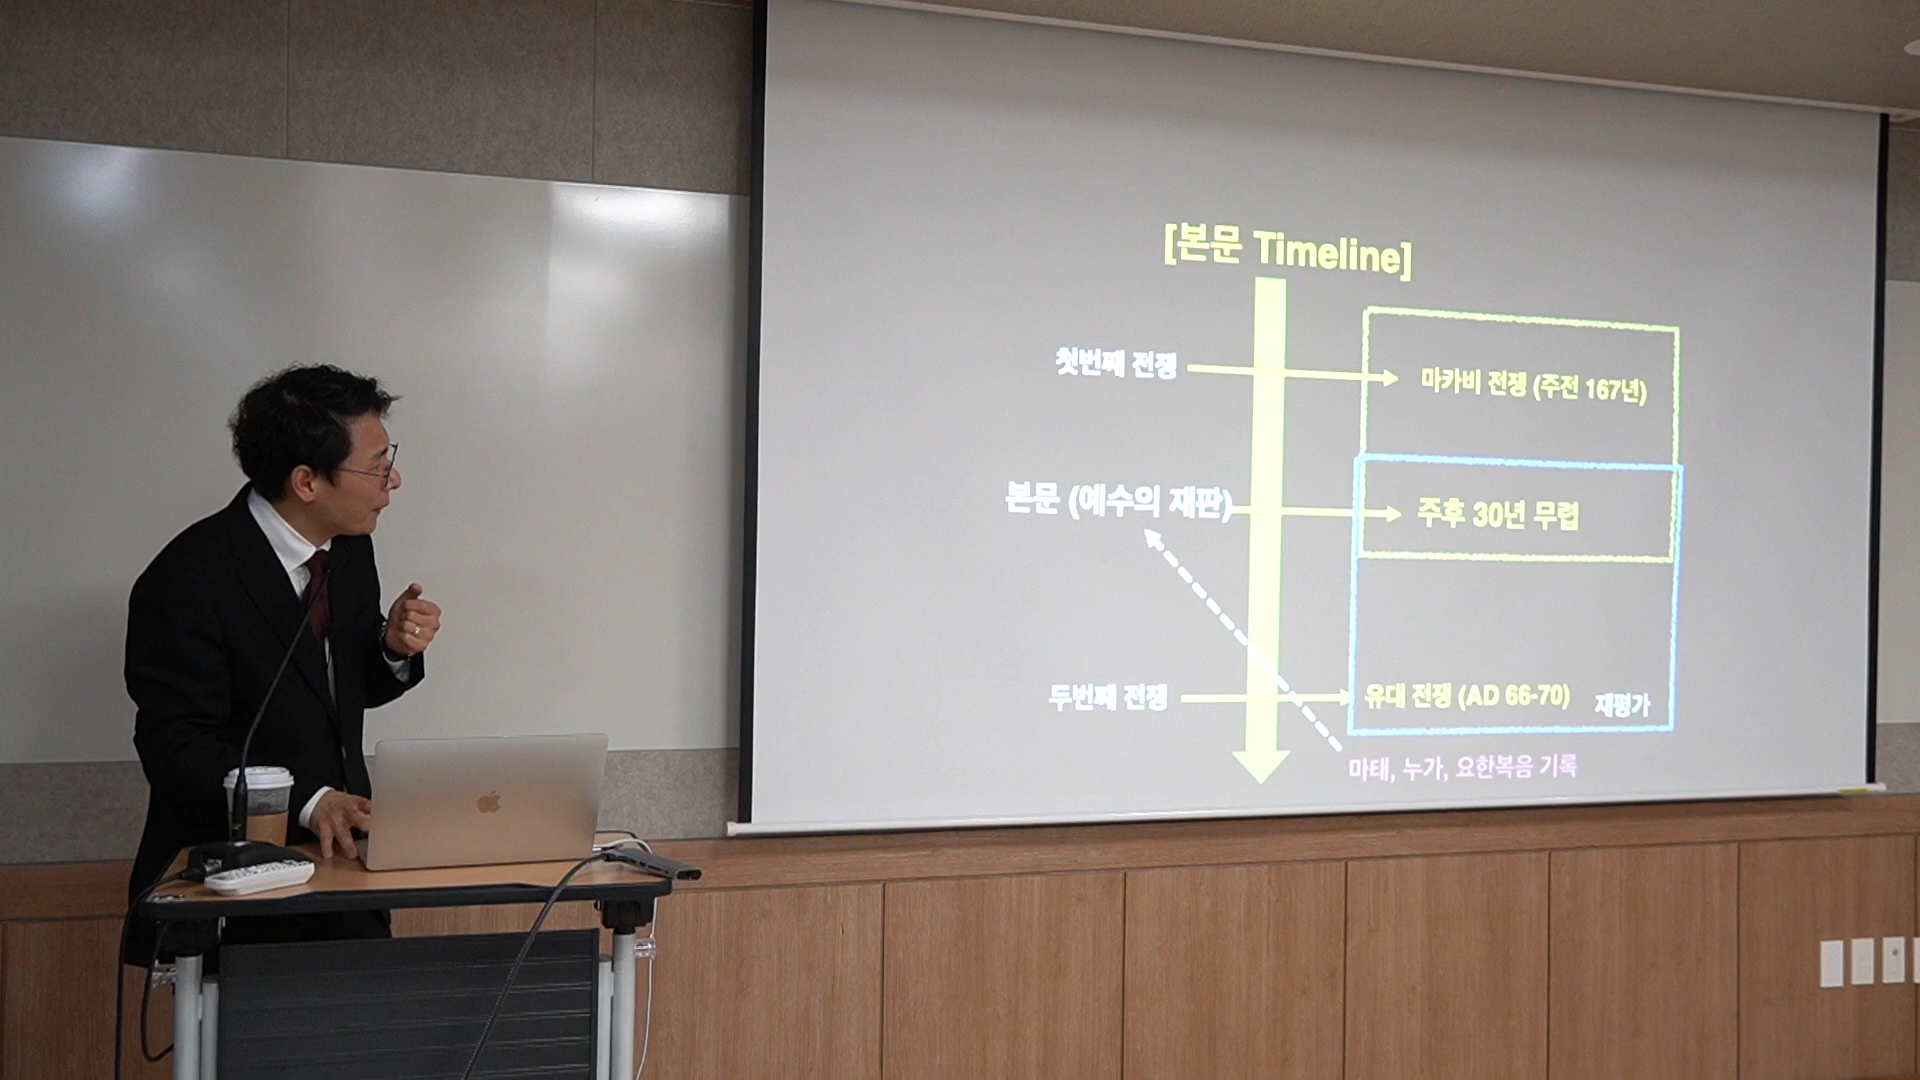 [본문 Timeline]
첫번째 전쟁
마카비 전쟁 (주전 167년)
본문 (예수의 재판)
주후 30년 무렵
두번째 전쟁
유대 전쟁 (AD 66-70)
재평가
마태, 누가, 요한복음 기록